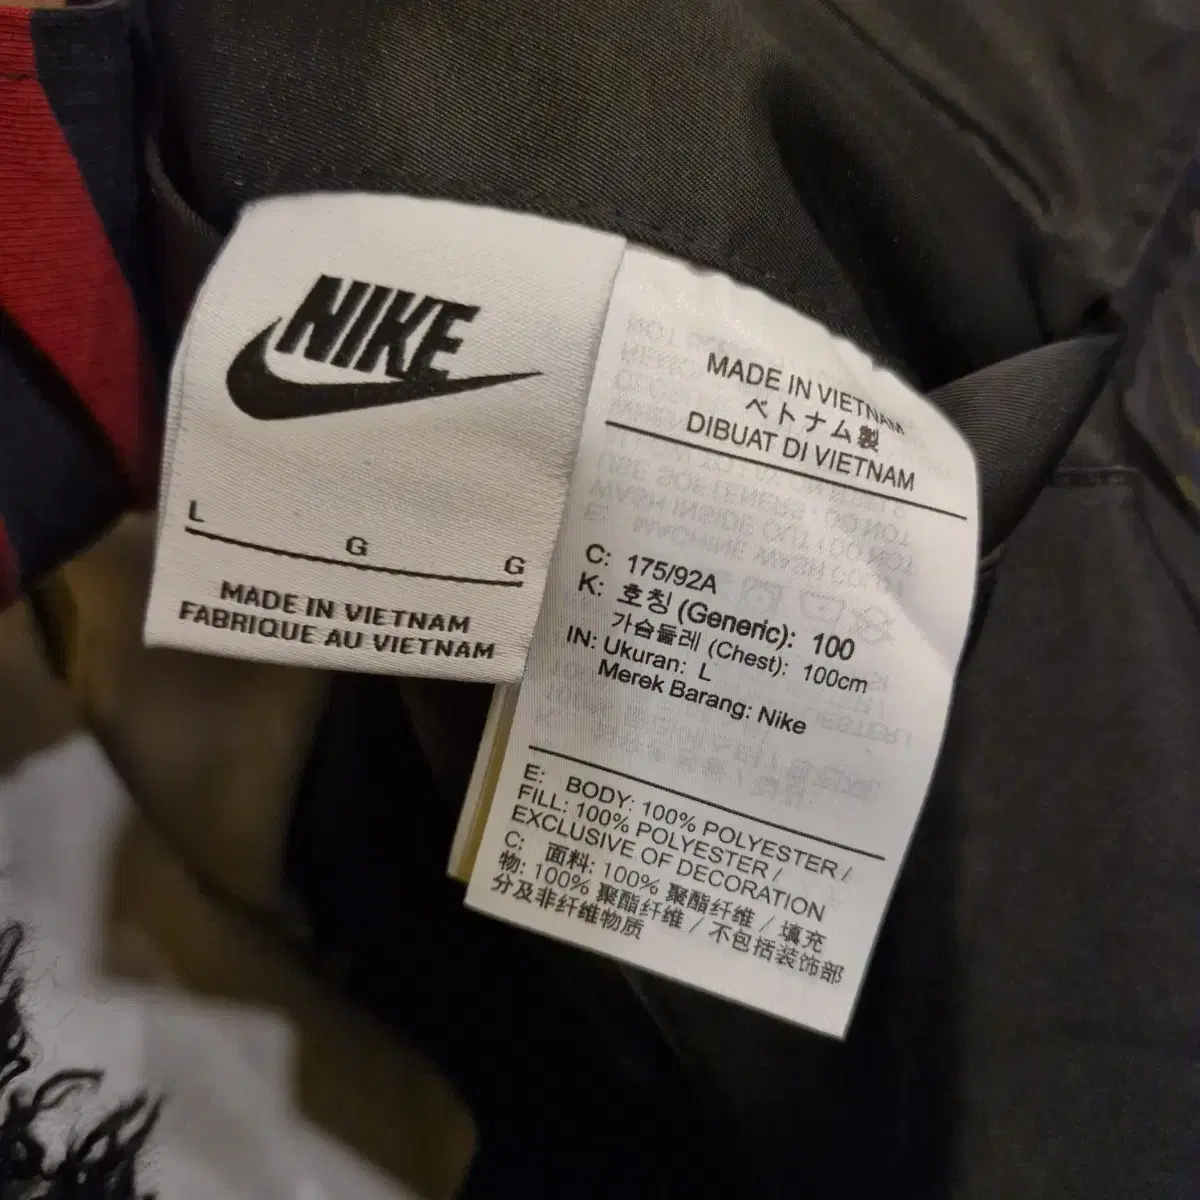 NIKE
L
G
G
MADE IN VIETNAM
FABRIQUE AU VIETNAM
MADE IN VIETNAM
ベトナム製
DIBUAT DI VIETNAM
C: 175/92A
K: 호칭 (Generic): 100
가슴둘레 (Chest): 100cm
IN: Ukuran: L
Merek Barang: Nike
E: BODY: 100% POLYESTER /
FILL: 100% POLYESTER /
EXCLUSIVE OF DECORATION
C: 面料: 100% 聚酯纤维 / 填充
物: 100% 聚酯纤维 / 不包括装饰部
分及非纤维物质